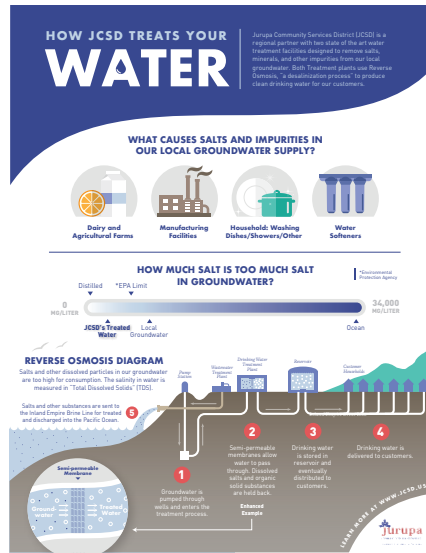 HOW JCSD TREATS YOUR
WATER
Jurupa Community Services District (JCSD) is a
regional partner with two state of the art water
treatment facilities designed to remove salts,
minerals, and other impurities from our local
groundwater. Both Treatment plants use Reverse
Osmosis, "a desalinization process" to produce
clean drinking water for our customers.
WHAT CAUSES SALTS AND IMPURITIES IN
OUR LOCAL GROUNDWATER SUPPLY?
Dairy and
Agricultural Farms
Manufacturing
Facilities
Household: Washing
Dishes/Showers/Other
Water
Softeners
HOW MUCH SALT IS TOO MUCH SALT
IN GROUNDWATER?
*Environmental
Protection Agency
Distilled
*EPA Limit
0
MG/LITER
34,000
MG/LITER
JCSD's Treated
Water
Local
Groundwater
Ocean
REVERSE OSMOSIS DIAGRAM
Salts and other dissolved particles in our groundwater
are too high for consumption. The salinity in water is
measured in "Total Dissolved Solids" (TDS).
Salts and other substances are sent to
the Inland Empire Brine Line for treated
and discharged into the Pacific Ocean.
5
Pump
Station
Wastewater
Treatment
Plant
Drinking Water
Treatment
Plant
Reservoir
Customer
Households
1
Groundwater is
pumped through
wells and enters the
treatment process.
2
Semi-permeable
membranes allow
water to pass
through. Dissolved
salts and organic
solid substances
are held back.
Enhanced
Example
3
Drinking water
is stored in
reservoir and
eventually
distributed to
customers.
4
Drinking water is
delivered to customers.
Semi-permeable
Membrane
Ground-
water
Treated
Water
LEARN MORE AT WWW.JCSD.US
jurupa